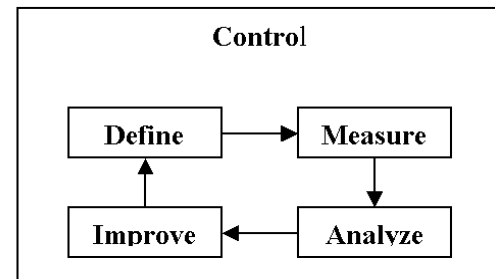 Control
Define
Measure
Improve
Analyze